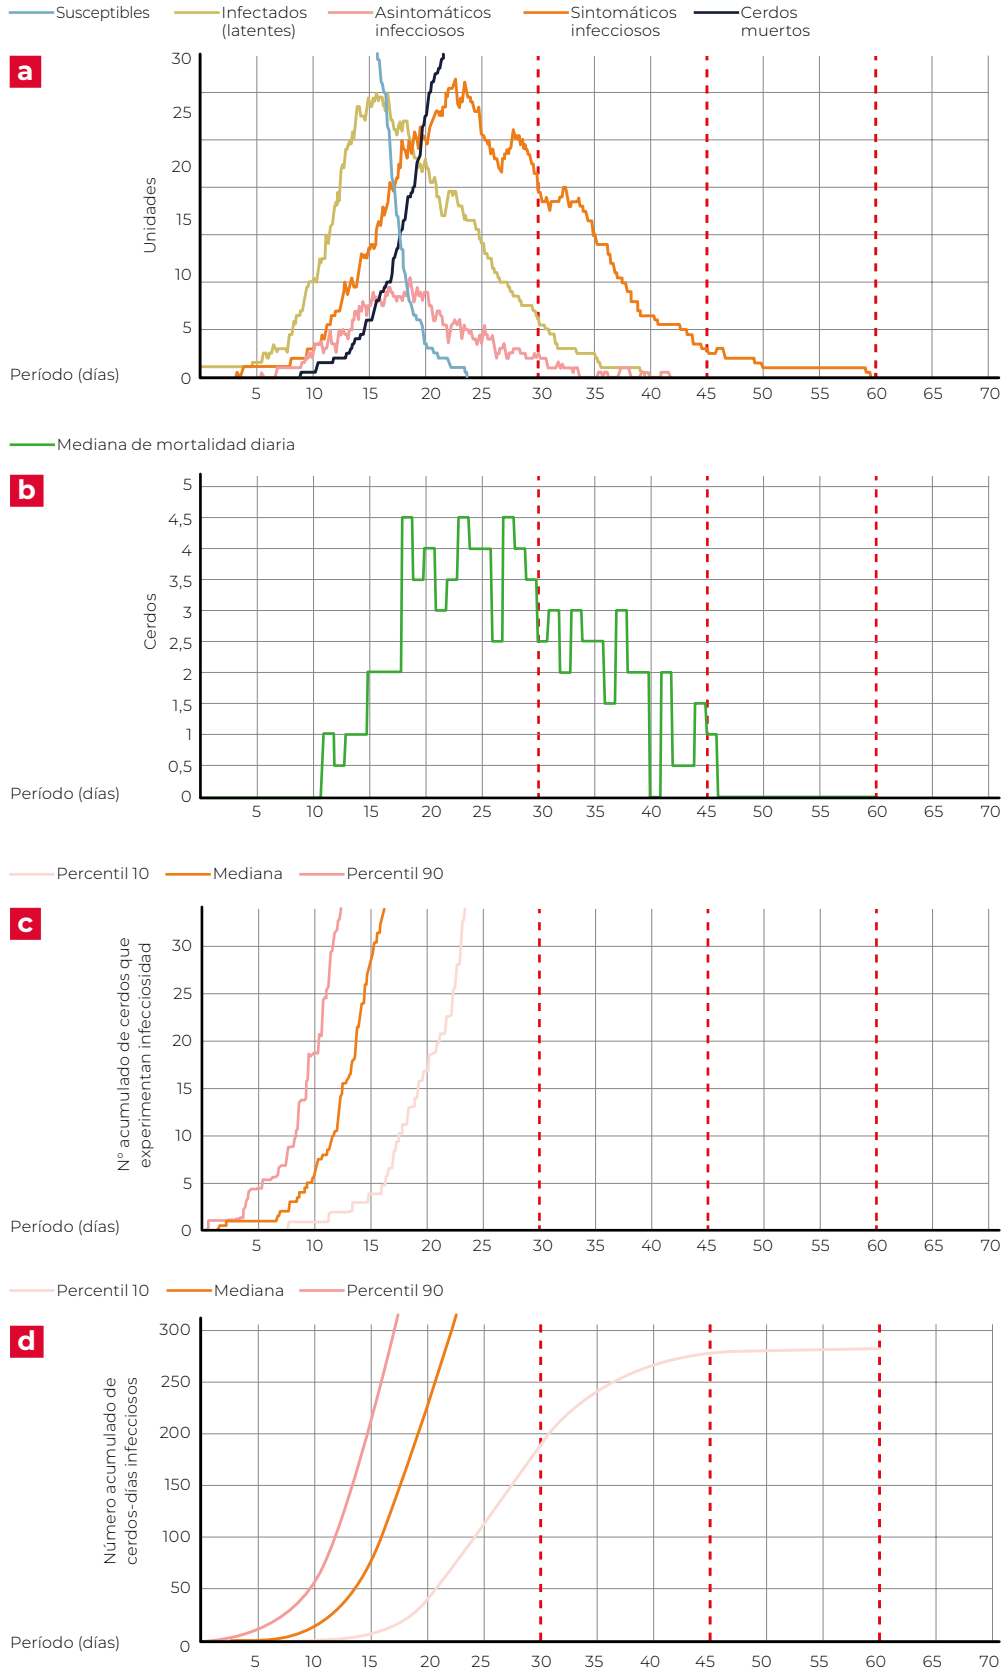 Susceptibles
Infectados
(latentes)
Asintomáticos
infecciosos
Sintomáticos
infecciosos
Cerdos
muertos
a
Unidades
30
25
20
15
10
5
0
Período (días)
5 10 15 20 25 30 35 40 45 50 55 60 65 70
Mediana de mortalidad diaria
b
Cerdos
5
4,5
4
3,5
3
2,5
2
1,5
1
0,5
0
Período (días)
5 10 15 20 25 30 35 40 45 50 55 60 65 70
Percentil 10 Mediana Percentil 90
c
N° acumulado de cerdos que
experimentan infecciosidad
30
25
20
15
10
5
0
Período (días)
5 10 15 20 25 30 35 40 45 50 55 60 65 70
Percentil 10 Mediana Percentil 90
d
Número acumulado de
cerdos-días infecciosos
300
250
200
150
100
50
0
Período (días)
5 10 15 20 25 30 35 40 45 50 55 60 65 70